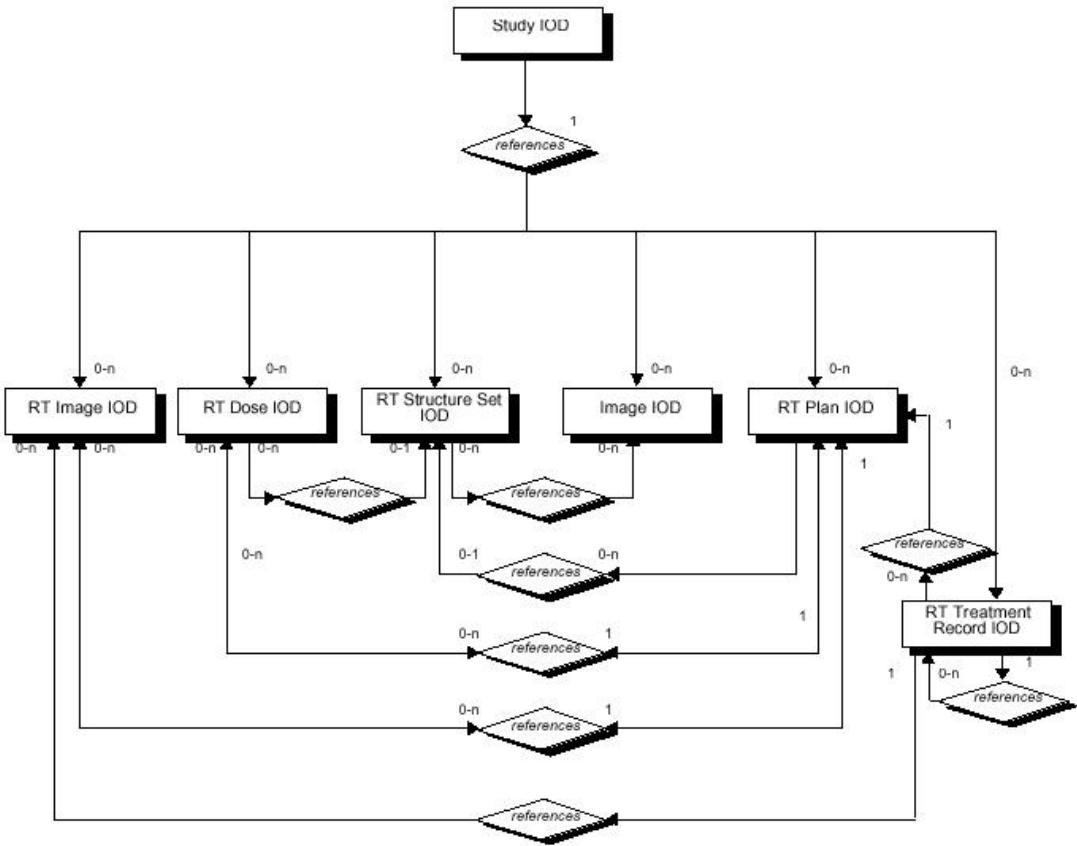 Study IOD
1
references
0-n
0-n
0-n
0-n
0-n
0-n
RT Image IOD
RT Dose IOD
RT Structure Set
IOD
Image IOD
RT Plan IOD
0-n
0-n
0-n
0-n
0-1
0-n
0-n
1
1
references
references
0-n
0-1
references
0-n
references
0-n
RT Treatment
Record IOD
1
0-n
references
1
1
0-n
1
references
0-n
references
1
references